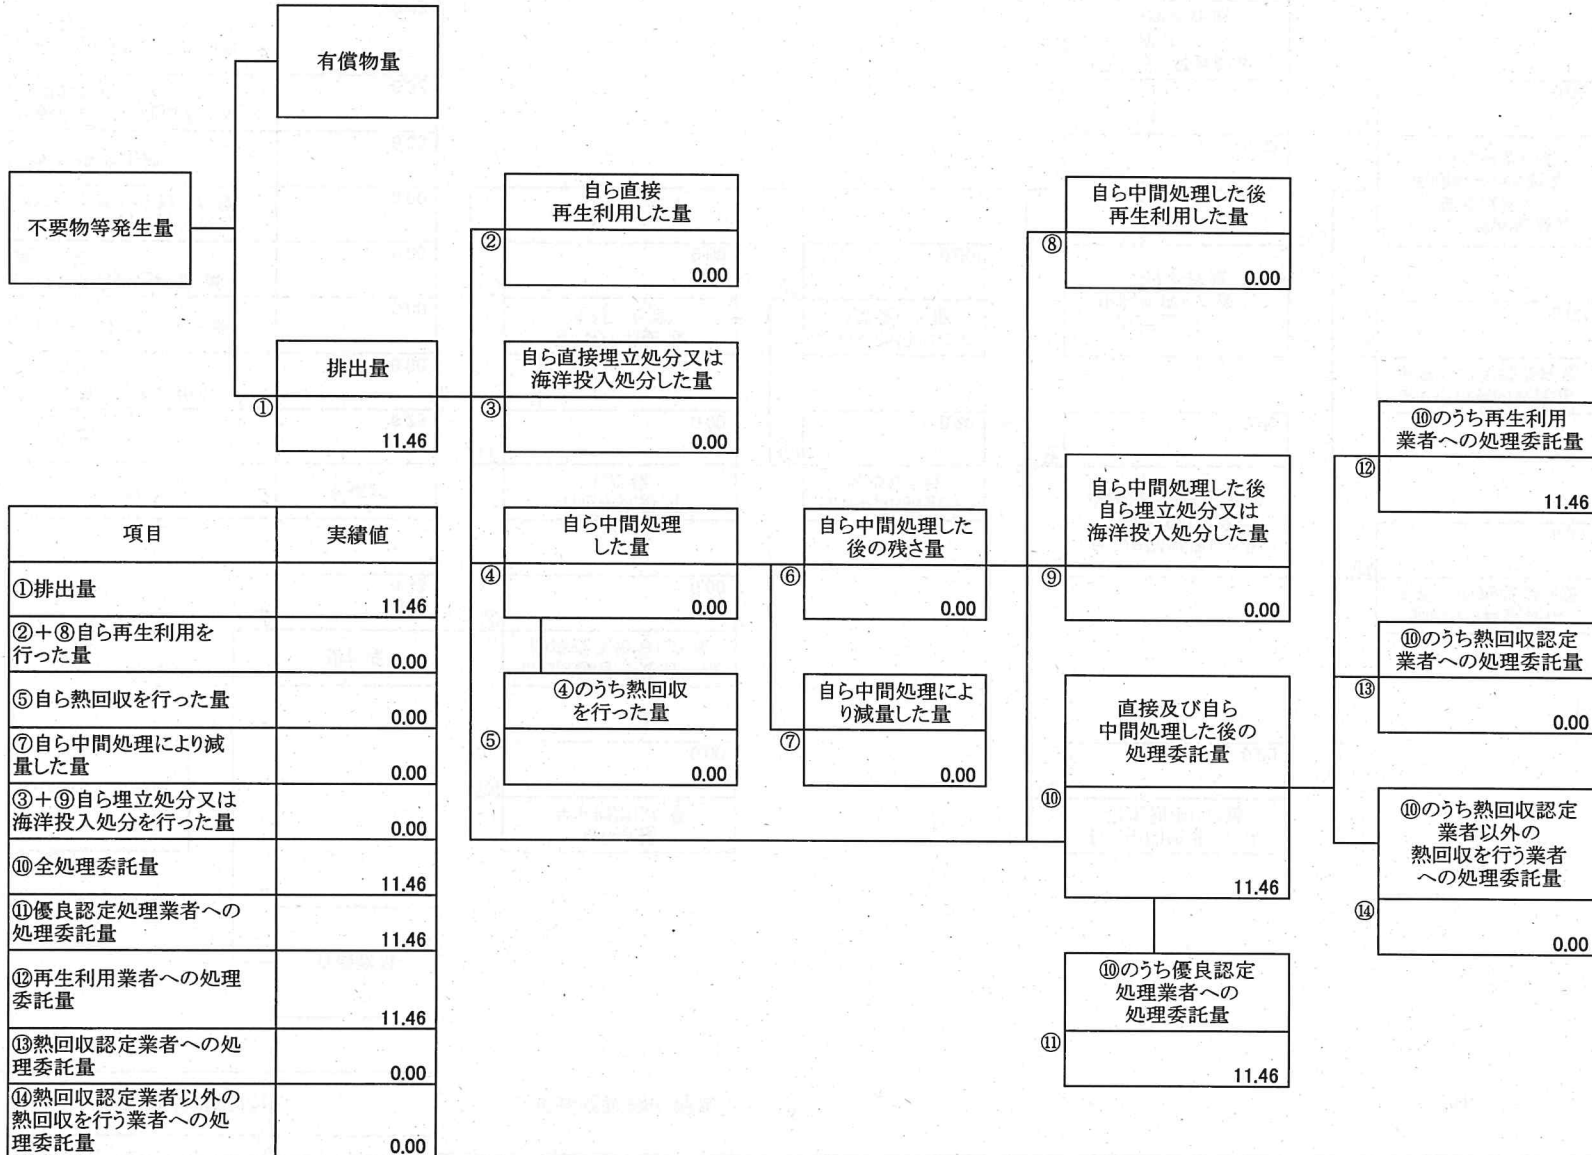 有償物量
不要物等発生量
排出量
①
11.46
自ら直接
再生利用した量
②
0.00
自ら直接埋立処分又は
海洋投入処分した量
③
0.00
自ら中間処理
した量
④
0.00
④のうち熱回収
を行った量
⑤
0.00
自ら中間処理した
後の残さ量
⑥
0.00
自ら中間処理によ
り減量した量
⑦
0.00
自ら中間処理した後
再生利用した量
⑧
0.00
自ら中間処理した後
自ら埋立処分又は
海洋投入処分した量
⑨
0.00
直接及び自ら
中間処理した後の
処理委託量
⑩
11.46
⑩のうち優良認定
処理業者への
処理委託量
⑪
11.46
⑩のうち再生利用
業者への処理委託量
⑫
11.46
⑩のうち熱回収認定
業者への処理委託量
⑬
0.00
⑩のうち熱回収認定
業者以外の
熱回収を行う業者
への処理委託量
⑭
0.00
項目 実績値
①排出量 11.46
②+⑧自ら再生利用を
行った量 0.00
⑤自ら熱回収を行った量 0.00
⑦自ら中間処理により減
量した量 0.00
③+⑨自ら埋立処分又は
海洋投入処分を行った量 0.00
⑩全処理委託量 11.46
⑪優良認定処理業者への
処理委託量 11.46
⑫再生利用業者への処理
委託量 11.46
⑬熱回収認定業者への処
理委託量 0.00
⑭熱回収認定業者以外の
熱回収を行う業者への処
理委託量 0.00